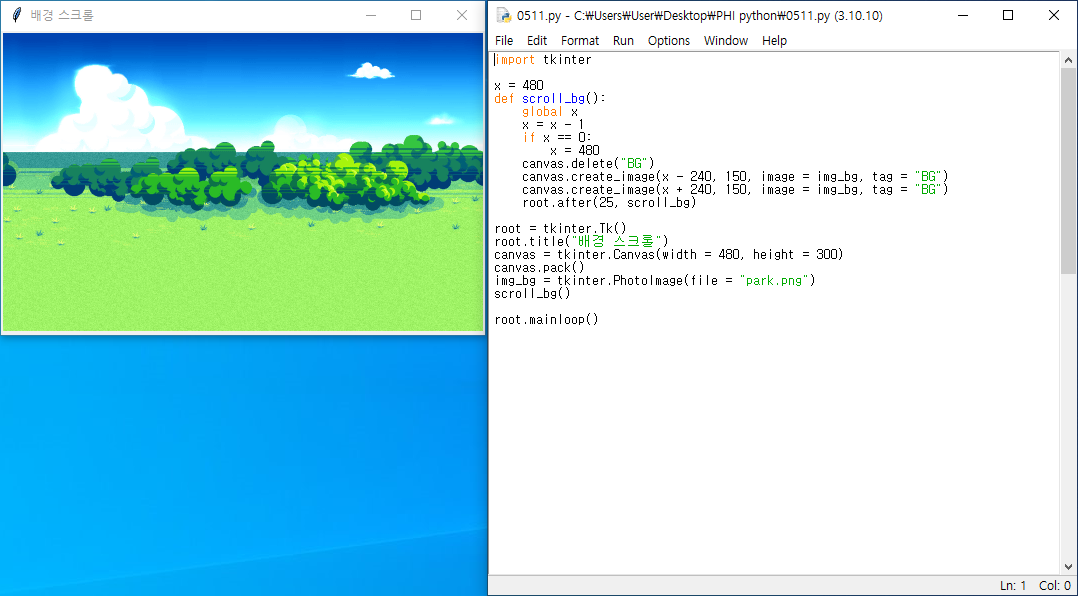 배경 스크롤
0511.py - C:₩Users₩User₩Desktop₩PHI python₩0511.py (3.10.10)
File Edit Format Run Options Window Help
import tkinter
x = 480
def scroll_bg():
    global x
    x = x - 1
    if x == 0:
        x = 480
    canvas.delete("BG")
    canvas.create_image(x - 240, 150, image = img_bg, tag = "BG")
    canvas.create_image(x + 240, 150, image = img_bg, tag = "BG")
    root.after(25, scroll_bg)
root = tkinter.Tk()
root.title("배경 스크롤")
canvas = tkinter.Canvas(width = 480, height = 300)
canvas.pack()
img_bg = tkinter.PhotoImage(file = "park.png")
scroll_bg()
root.mainloop()
Ln: 1 Col: 0